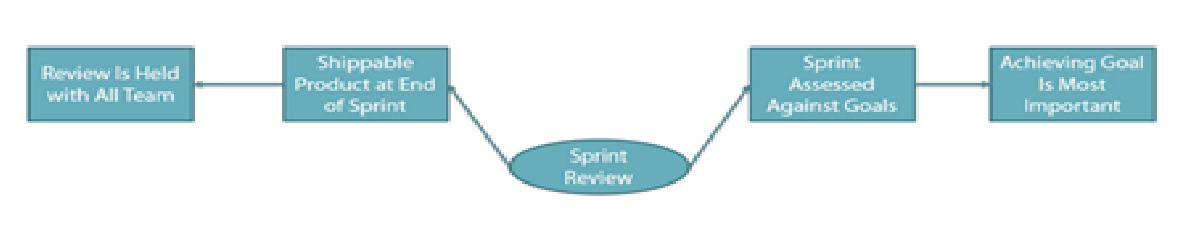 Review Is Held
with All Team
Shippable
Product at End
of Sprint
Sprint
Review
Sprint
Assessed
Against Goals
Achieving Goal
Is Most
Important